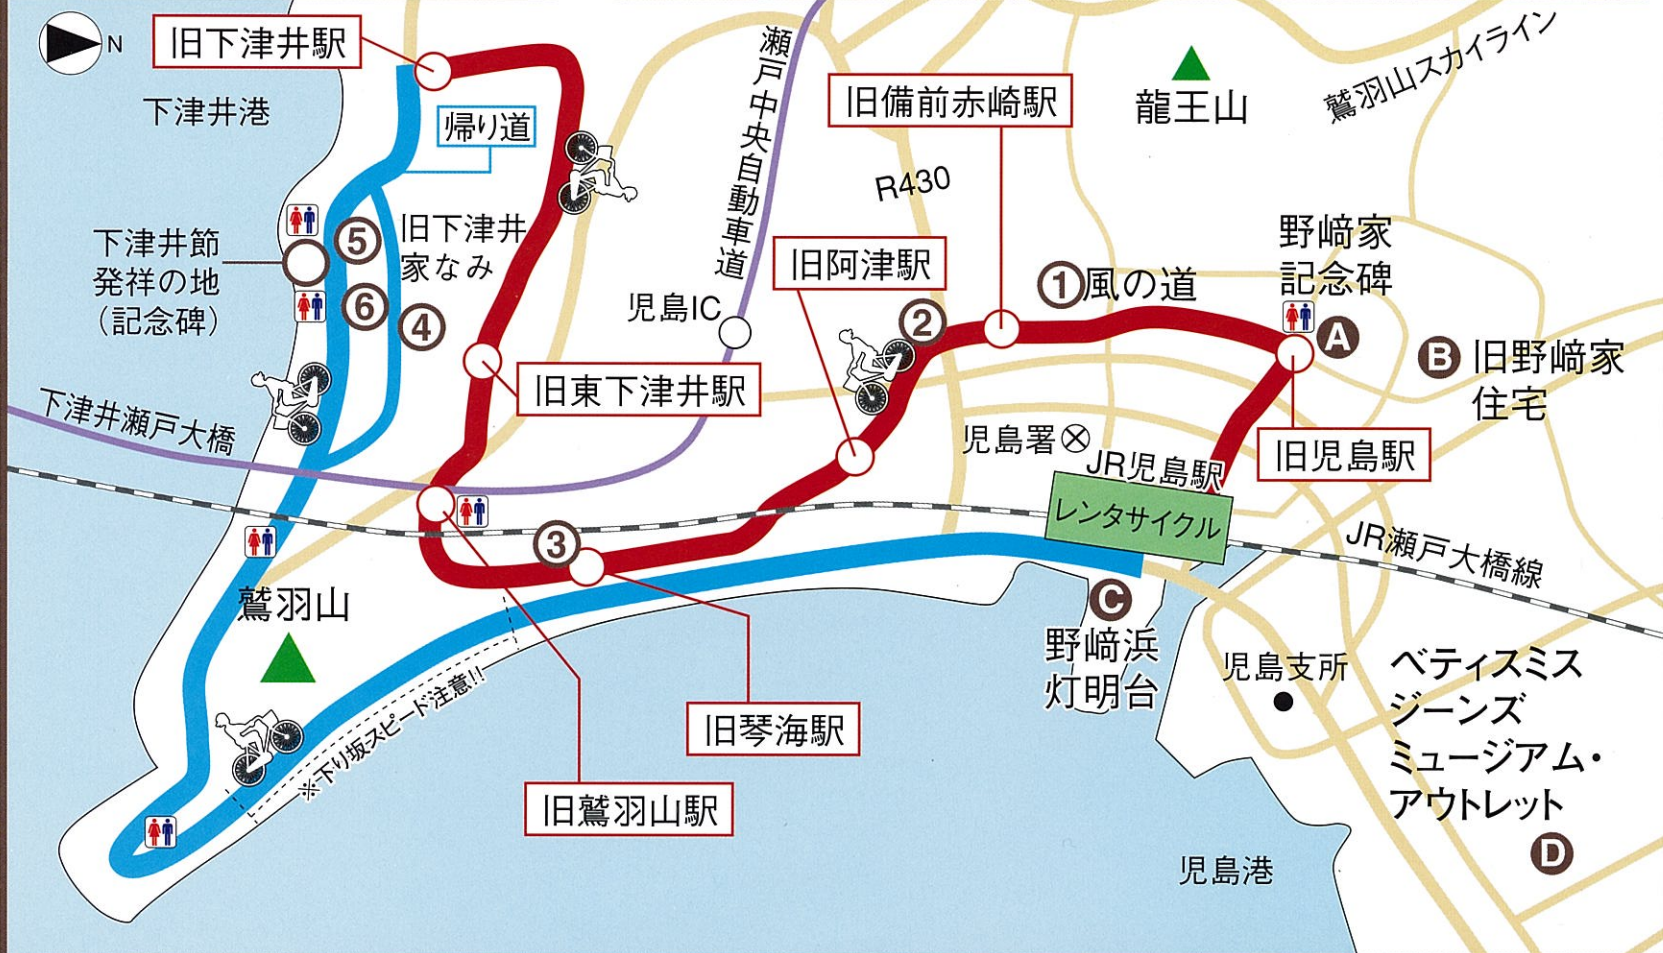 N
旧下津井駅
下津井港
帰り道
瀬戸中央自動車道
旧備前赤崎駅
龍王山
鷲羽山スカイライン
R430
下津井節
発祥の地
（記念碑）
⑤
⑥
④
旧下津井
家なみ
児島IC
旧阿津駅
②
①風の道
野﨑家
記念碑
A
B
旧野﨑家
住宅
旧東下津井駅
下津井瀬戸大橋
児島署
JR児島駅
レンタサイクル
旧児島駅
JR瀬戸大橋線
③
鷲羽山
C
野﨑浜
灯明台
児島支所
ベティスミス
ジーンズ
ミュージアム・
アウトレット
D
※下り坂スピード注意!!
旧琴海駅
旧鷲羽山駅
児島港